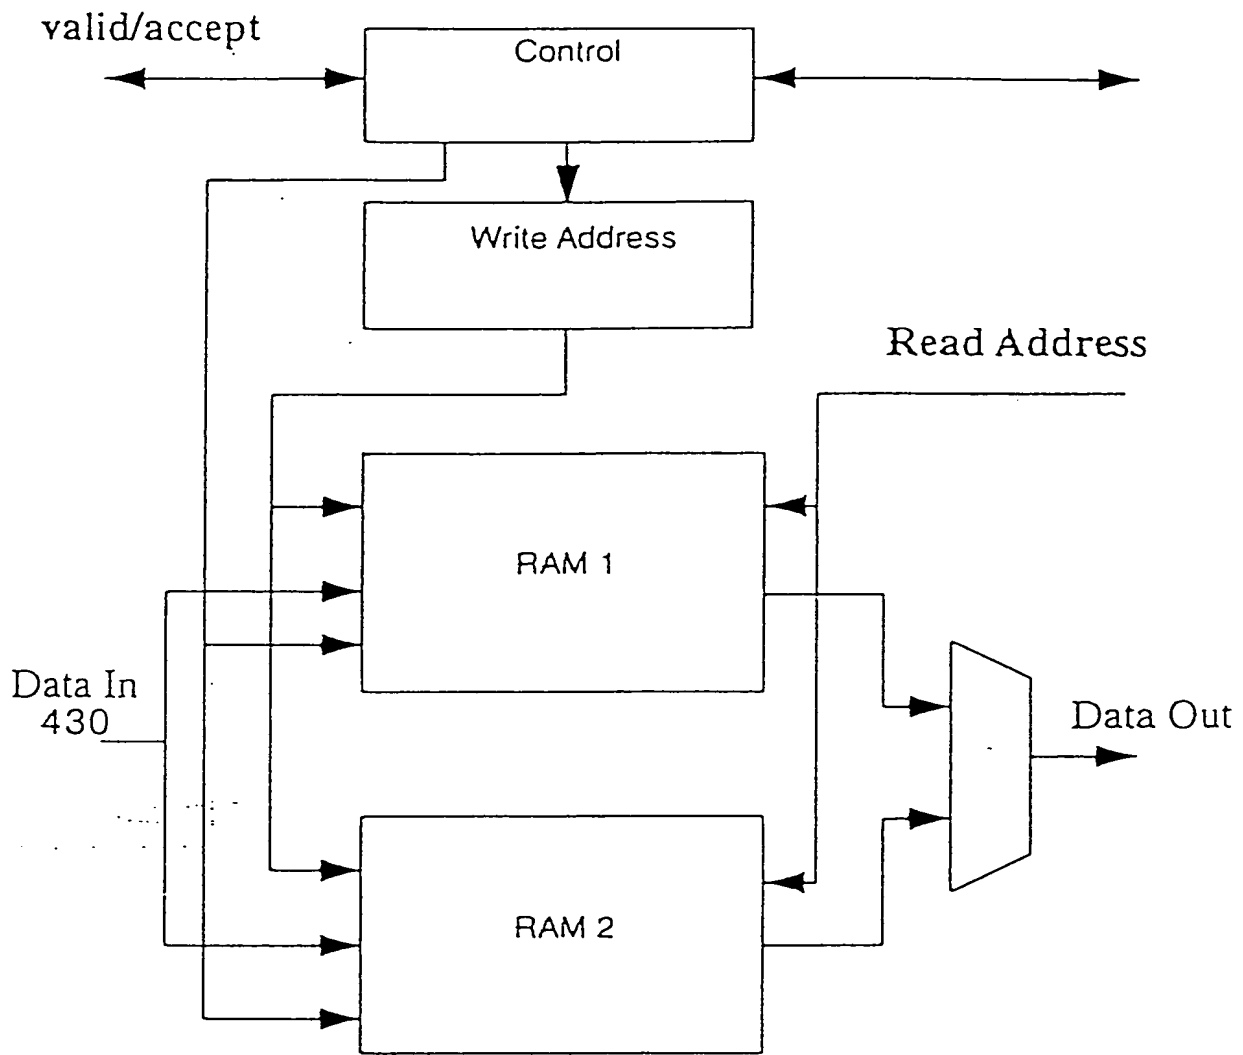 valid/accept
Control
Write Address
Read Address
RAM 1
Data In
430
Data Out
RAM 2